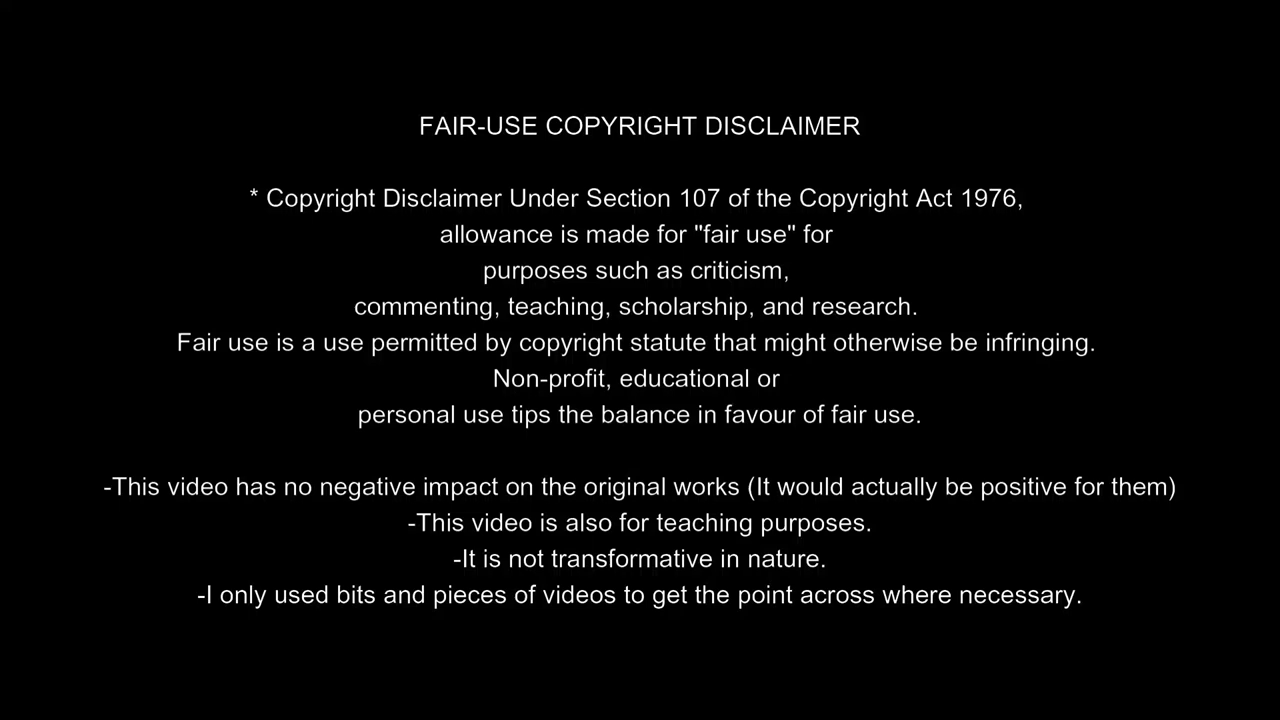 FAIR-USE COPYRIGHT DISCLAIMER
* Copyright Disclaimer Under Section 107 of the Copyright Act 1976,
allowance is made for "fair use" for
purposes such as criticism,
commenting, teaching, scholarship, and research.
Fair use is a use permitted by copyright statute that might otherwise be infringing.
Non-profit, educational or
personal use tips the balance in favour of fair use.
-This video has no negative impact on the original works (It would actually be positive for them)
-This video is also for teaching purposes.
-It is not transformative in nature.
-I only used bits and pieces of videos to get the point across where necessary.